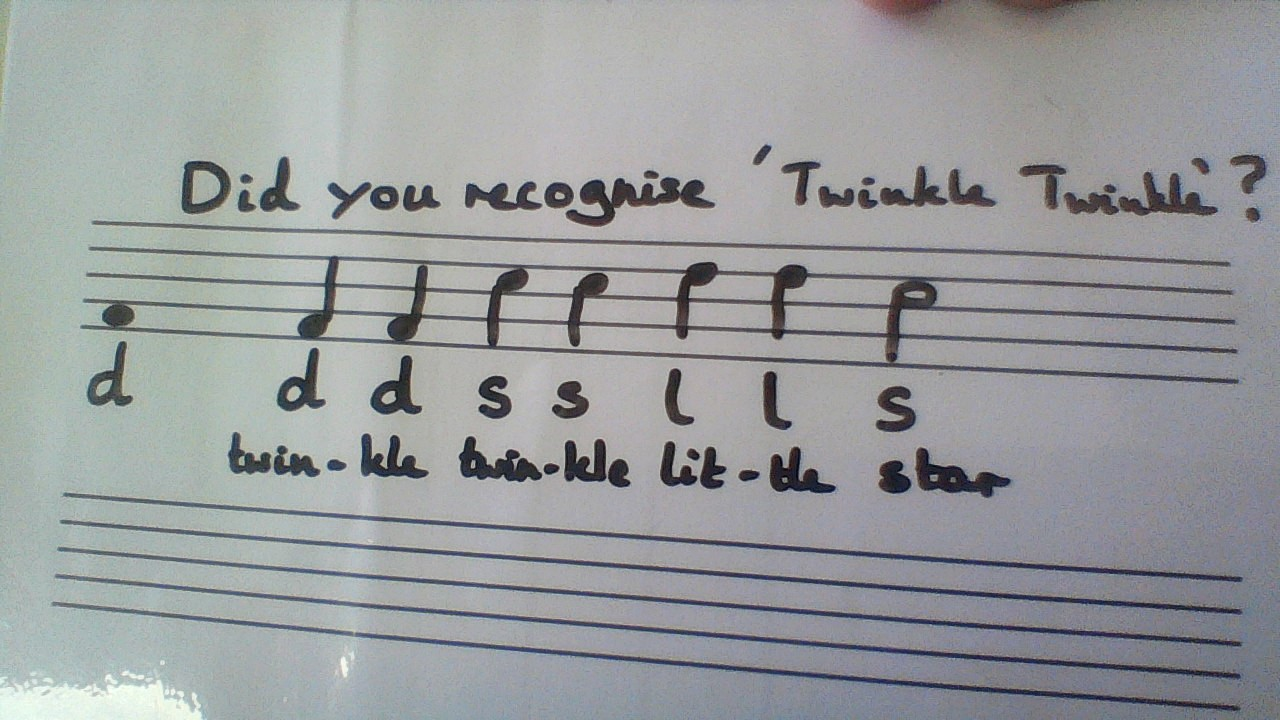 Did you recognise 'Twinkle Twinkle'?
d d d s s l l s
twin-kle twin-kle lit-tle star